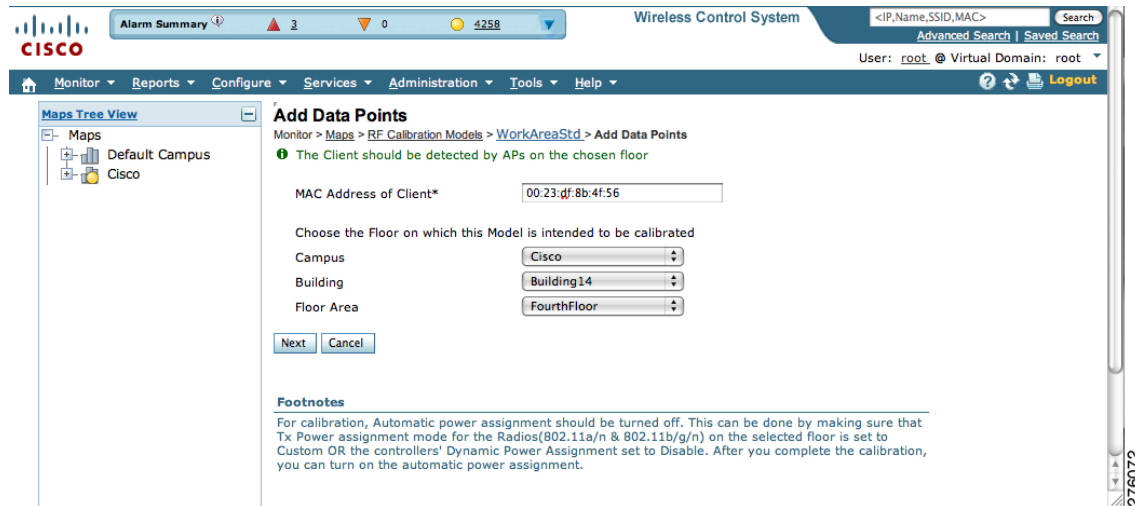 Alarm Summary 3 0 4258
Wireless Control System
<IP,Name,SSID,MAC> Search
Advanced Search | Saved Search
CISCO
User: root @ Virtual Domain: root
Monitor Reports Configure Services Administration Tools Help Logout
Maps Tree View
Maps
Default Campus
Cisco
Add Data Points
Monitor > Maps > RF Calibration Models > WorkAreaStd > Add Data Points
The Client should be detected by APs on the chosen floor
MAC Address of Client* 00:23:df:8b:4f:56
Choose the Floor on which this Model is intended to be calibrated
Campus Cisco
Building Building14
Floor Area FourthFloor
Next Cancel
Footnotes
For calibration, Automatic power assignment should be turned off. This can be done by making sure that
Tx Power assignment mode for the Radios(802.11a/n & 802.11b/g/n) on the selected floor is set to
Custom OR the controllers' Dynamic Power Assignment set to Disable. After you complete the calibration,
you can turn on the automatic power assignment.
276072